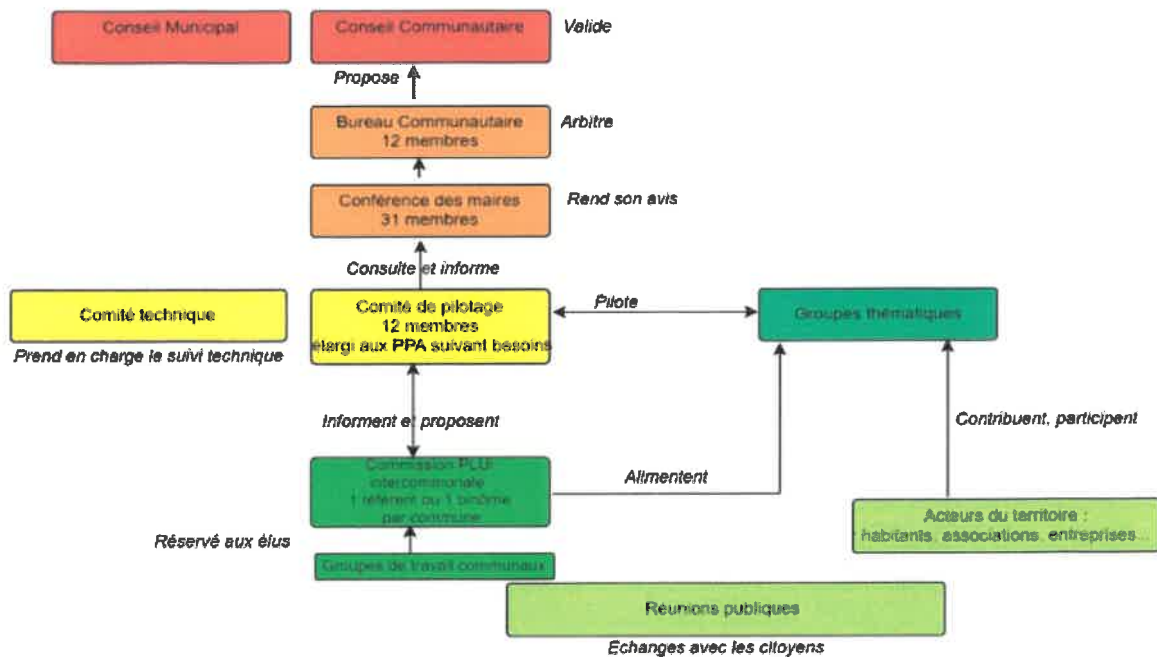 Conseil Municipal
Conseil Communautaire
Valide
Propose
Bureau Communautaire
12 membres
Arbitre
Conférence des maires
31 membres
Rend son avis
Consulte et informe
Comité technique
Prend en charge le suivi technique
Comité de pilotage
12 membres
élargi aux PPA suivant besoins
Pilote
Groupes thématiques
Informent et proposent
Contribuent, participent
Commission PLUi
intercommunale
1 référent ou 1 binôme
par commune
Alimentent
Réservé aux élus
Groupes de travail communaux
Acteurs du territoire :
habitants, associations, entreprises...
Réunions publiques
Echanges avec les citoyens